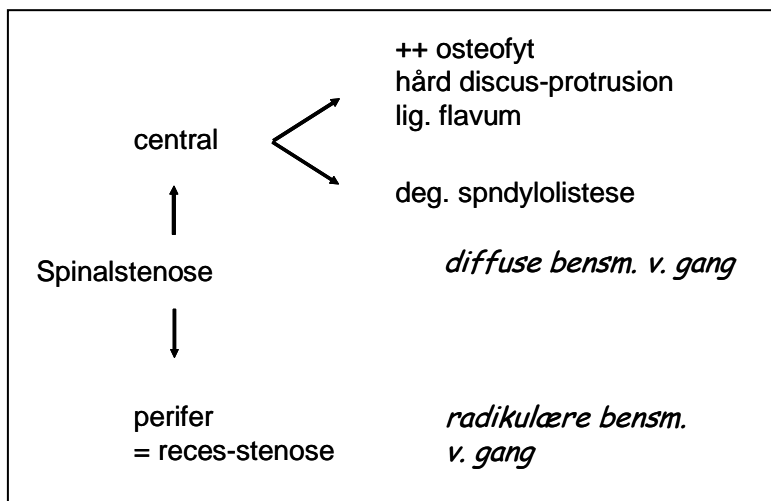 ++ osteofyt
hård discus-protrusion
lig. flavum
central
deg. spndylolistese
diffuse bensm. v. gang
Spinalstenose
perifer
= reces-stenose
radikulære bensm.
v. gang